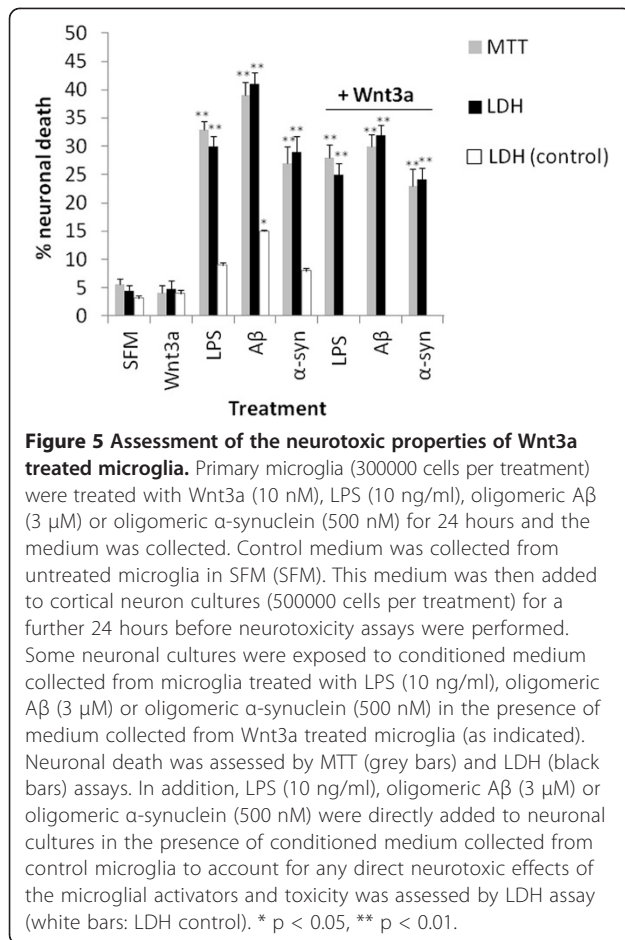 50
45
40
35
30
25
20
15
10
5
0
% neuronal death
** ** ** ** * ** ** + Wnt3a ** ** ** ** ** **
MTT
LDH
LDH (control)
SFM Wnt3a LPS Aβ α-syn LPS Aβ α-syn
Treatment
Figure 5 Assessment of the neurotoxic properties of Wnt3a
treated microglia. Primary microglia (300000 cells per treatment)
were treated with Wnt3a (10 nM), LPS (10 ng/ml), oligomeric Aβ
(3 μM) or oligomeric α-synuclein (500 nM) for 24 hours and the
medium was collected. Control medium was collected from
untreated microglia in SFM (SFM). This medium was then added
to cortical neuron cultures (500000 cells per treatment) for a
further 24 hours before neurotoxicity assays were performed.
Some neuronal cultures were exposed to conditioned medium
collected from microglia treated with LPS (10 ng/ml), oligomeric
Aβ (3 μM) or oligomeric α-synuclein (500 nM) in the presence of
medium collected from Wnt3a treated microglia (as indicated).
Neuronal death was assessed by MTT (grey bars) and LDH (black
bars) assays. In addition, LPS (10 ng/ml), oligomeric Aβ (3 μM) or
oligomeric α-synuclein (500 nM) were directly added to neuronal
cultures in the presence of conditioned medium collected from
control microglia to account for any direct neurotoxic effects of
the microglial activators and toxicity was assessed by LDH assay
(white bars: LDH control). * p < 0.05, ** p < 0.01.